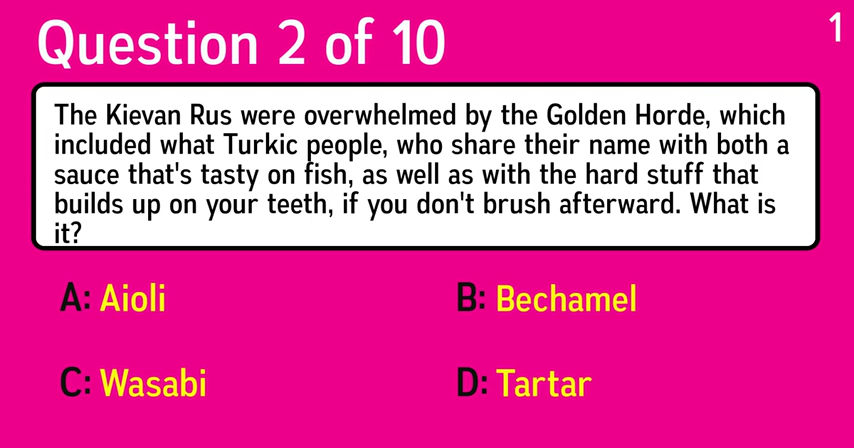 Question 2 of 10
1
The Kievan Rus were overwhelmed by the Golden Horde, which
included what Turkic people, who share their name with both a
sauce that's tasty on fish, as well as with the hard stuff that
builds up on your teeth, if you don't brush afterward. What is
it?
A: Aioli
B: Bechamel
C: Wasabi
D: Tartar